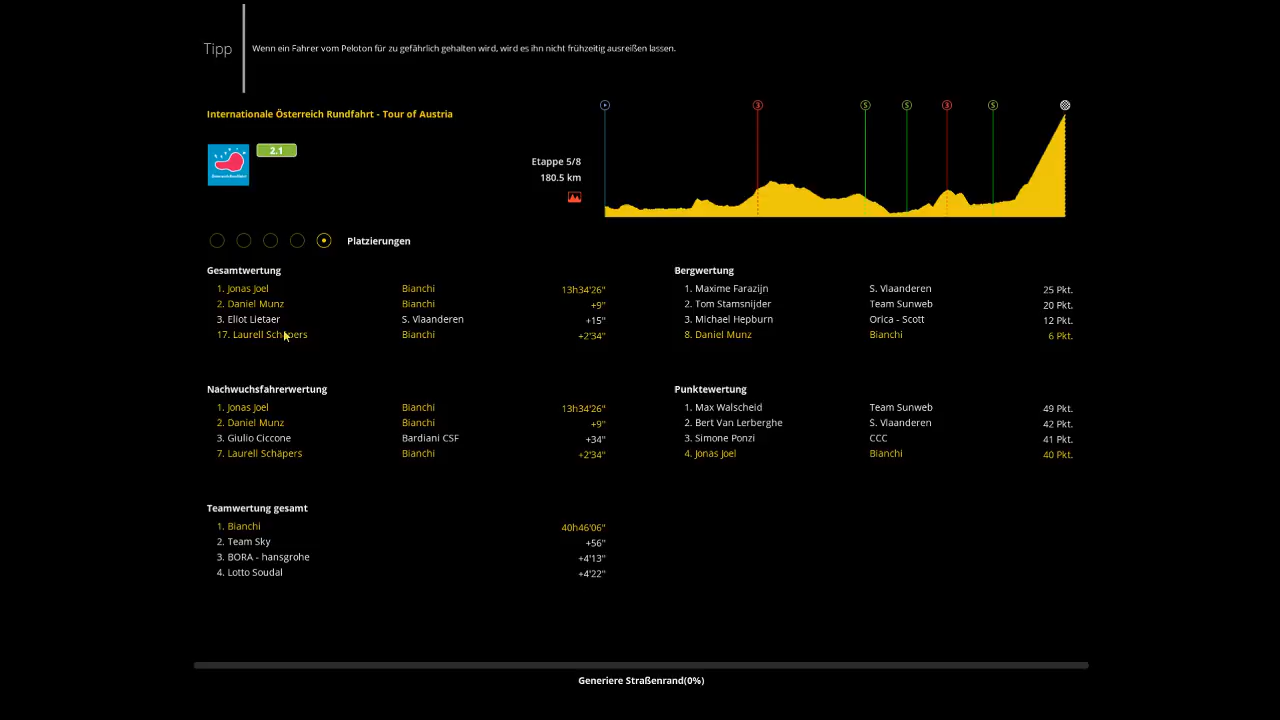 Tipp
Wenn ein Fahrer vom Peloton für zu gefährlich gehalten wird, wird es ihn nicht frühzeitig ausreißen lassen.
Internationale Österreich Rundfahrt - Tour of Austria
2.1
Etappe 5/8
180.5 km
3 S S 3 S
Platzierungen
Gesamtwertung
1. Jonas Joel Bianchi 13h34'26"
2. Daniel Munz Bianchi +9"
3. Eliot Lietaer S. Vlaanderen +15"
17. Laurell Schäpers Bianchi +2'34"
Bergwertung
1. Maxime Farazijn S. Vlaanderen 25 Pkt.
2. Tom Stamsnijder Team Sunweb 20 Pkt.
3. Michael Hepburn Orica - Scott 12 Pkt.
8. Daniel Munz Bianchi 6 Pkt.
Nachwuchsfahrerwertung
1. Jonas Joel Bianchi 13h34'26"
2. Daniel Munz Bianchi +9"
3. Giulio Ciccone Bardiani CSF +34"
7. Laurell Schäpers Bianchi +2'34"
Punktewertung
1. Max Walscheid Team Sunweb 49 Pkt.
2. Bert Van Lerberghe S. Vlaanderen 42 Pkt.
3. Simone Ponzi CCC 41 Pkt.
4. Jonas Joel Bianchi 40 Pkt.
Teamwertung gesamt
1. Bianchi 40h46'06"
2. Team Sky +56"
3. BORA - hansgrohe +4'13"
4. Lotto Soudal +4'22"
Generiere Straßenrand(0%)